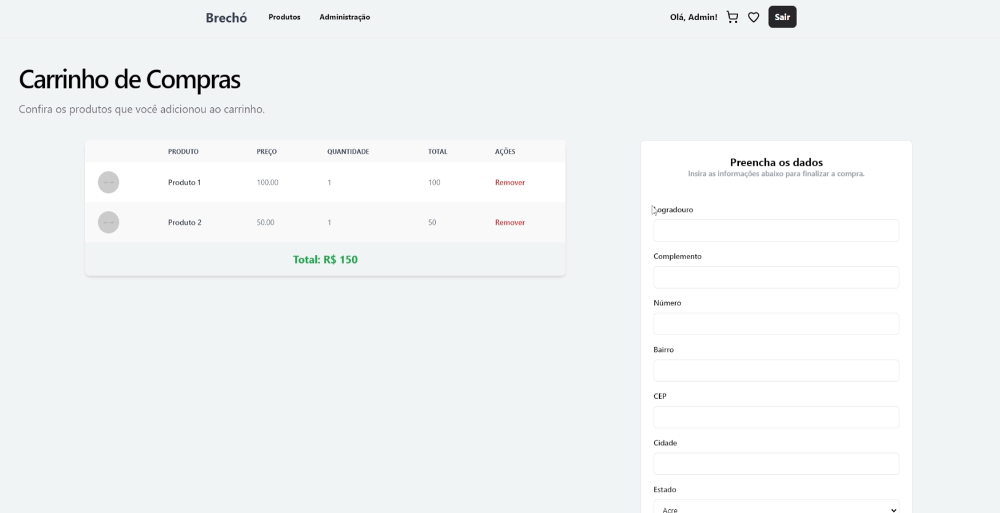 Brechó Produtos Administração Olá, Admin! Sair
Carrinho de Compras
Confira os produtos que você adicionou ao carrinho.
PRODUTO PREÇO QUANTIDADE TOTAL AÇÕES
Produto 1 100.00 1 100 Remover
Produto 2 50.00 1 50 Remover
Total: R$ 150
Preencha os dados
Insira as informações abaixo para finalizar a compra.
Logradouro
Complemento
Número
Bairro
CEP
Cidade
Estado
Acre